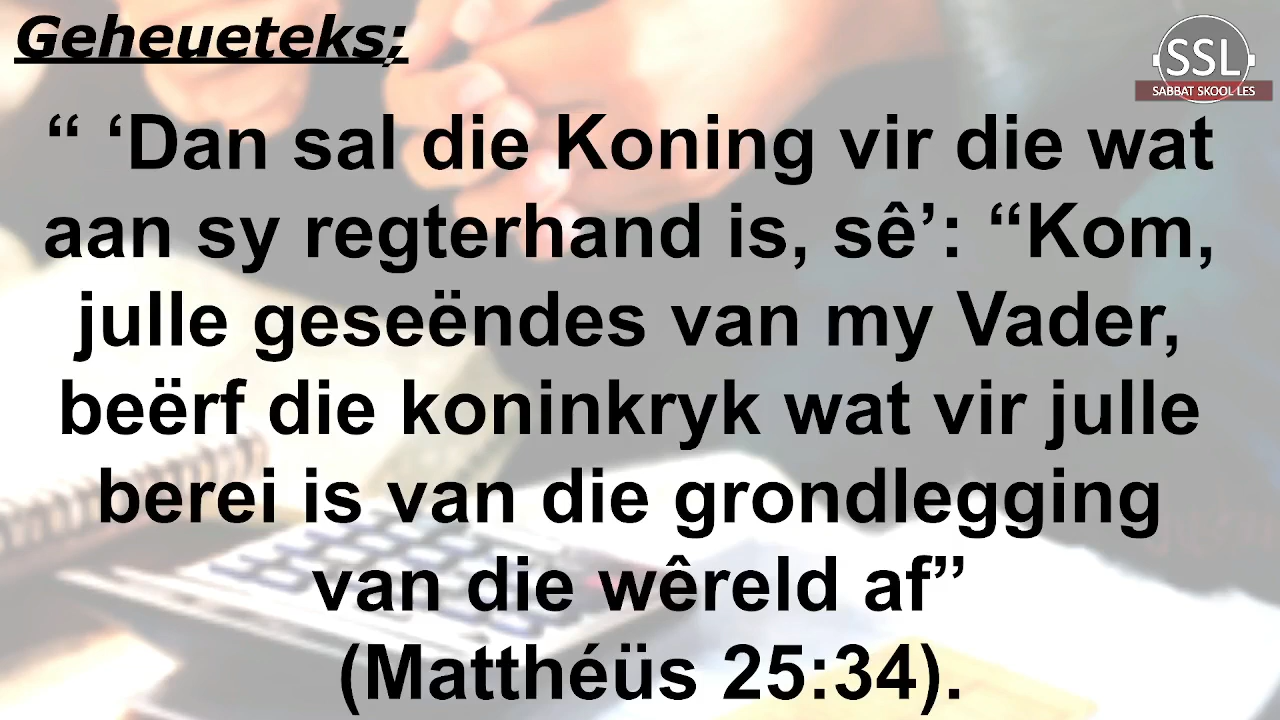 Geheueteks;
SSL
SABBAT SKOOL LES
“ ‘Dan sal die Koning vir die wat
aan sy regterhand is, sê’: “Kom,
julle geseëndes van my Vader,
beërf die koninkryk wat vir julle
berei is van die grondlegging
van die wêreld af”
(Matthéüs 25:34).